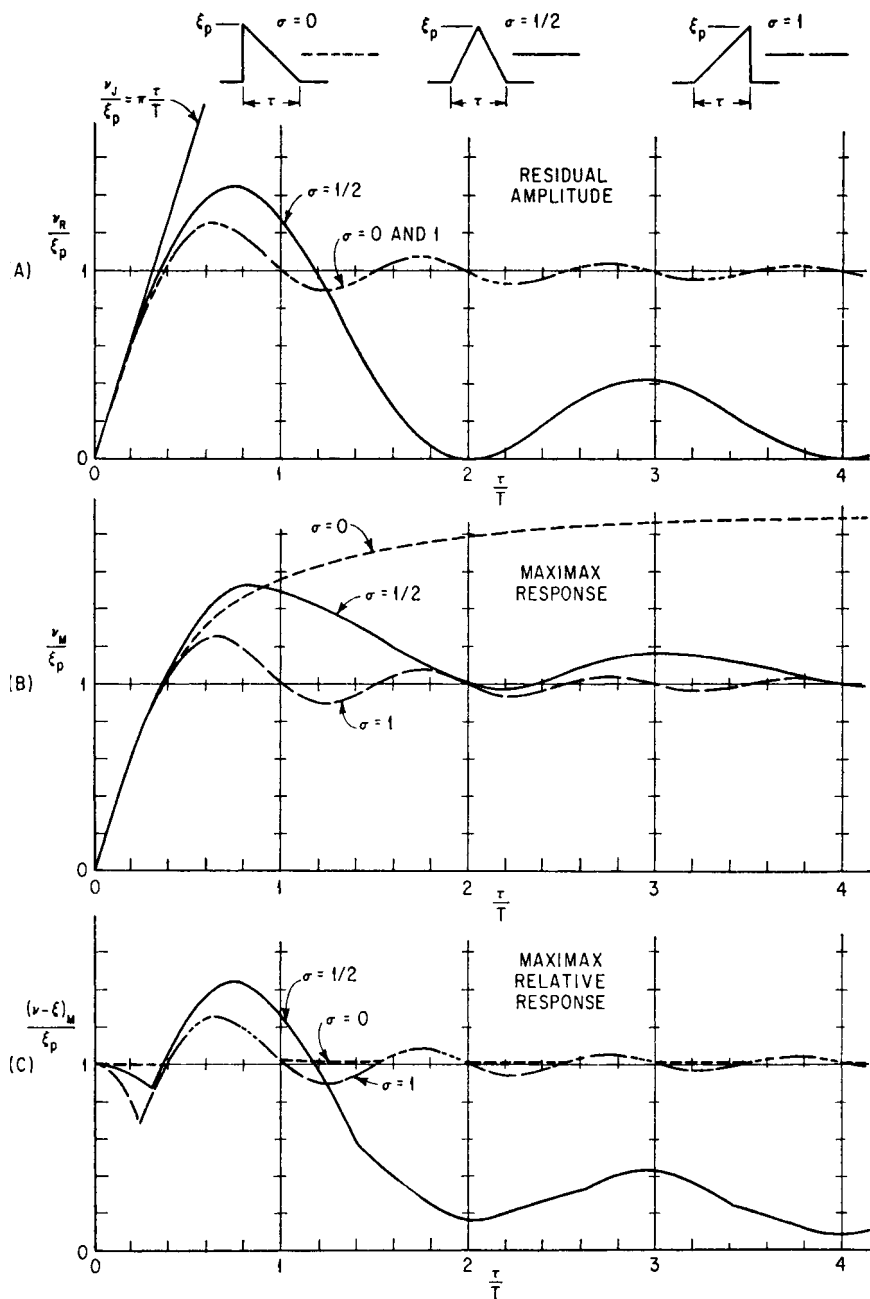 ξp σ = 0 ξp σ = 1/2 ξp σ = 1
τ τ τ
νJ/ξp = π τ/T
RESIDUAL
AMPLITUDE
σ = 1/2
σ = 0 AND 1
νR/ξp
(A)
1
0
0 1 2 3 4
τ/T
σ = 0
MAXIMAX
RESPONSE
σ = 1/2
νM/ξp
(B)
1
σ = 1
0
0 1 2 3 4
τ/T
MAXIMAX
RELATIVE
RESPONSE
σ = 1/2
σ = 0
(ν-ξ)M/ξp
(C)
1
σ = 1
0
0 1 2 3 4
τ/T